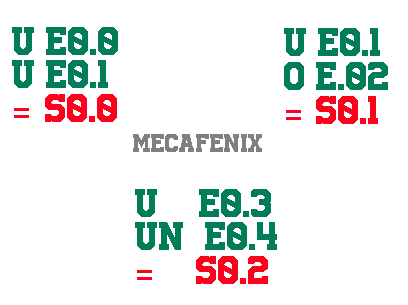 U E0.0
U E0.1
= S0.0
U E0.1
O E.02
= S0.1
MECAFENIX
U E0.3
UN E0.4
= S0.2